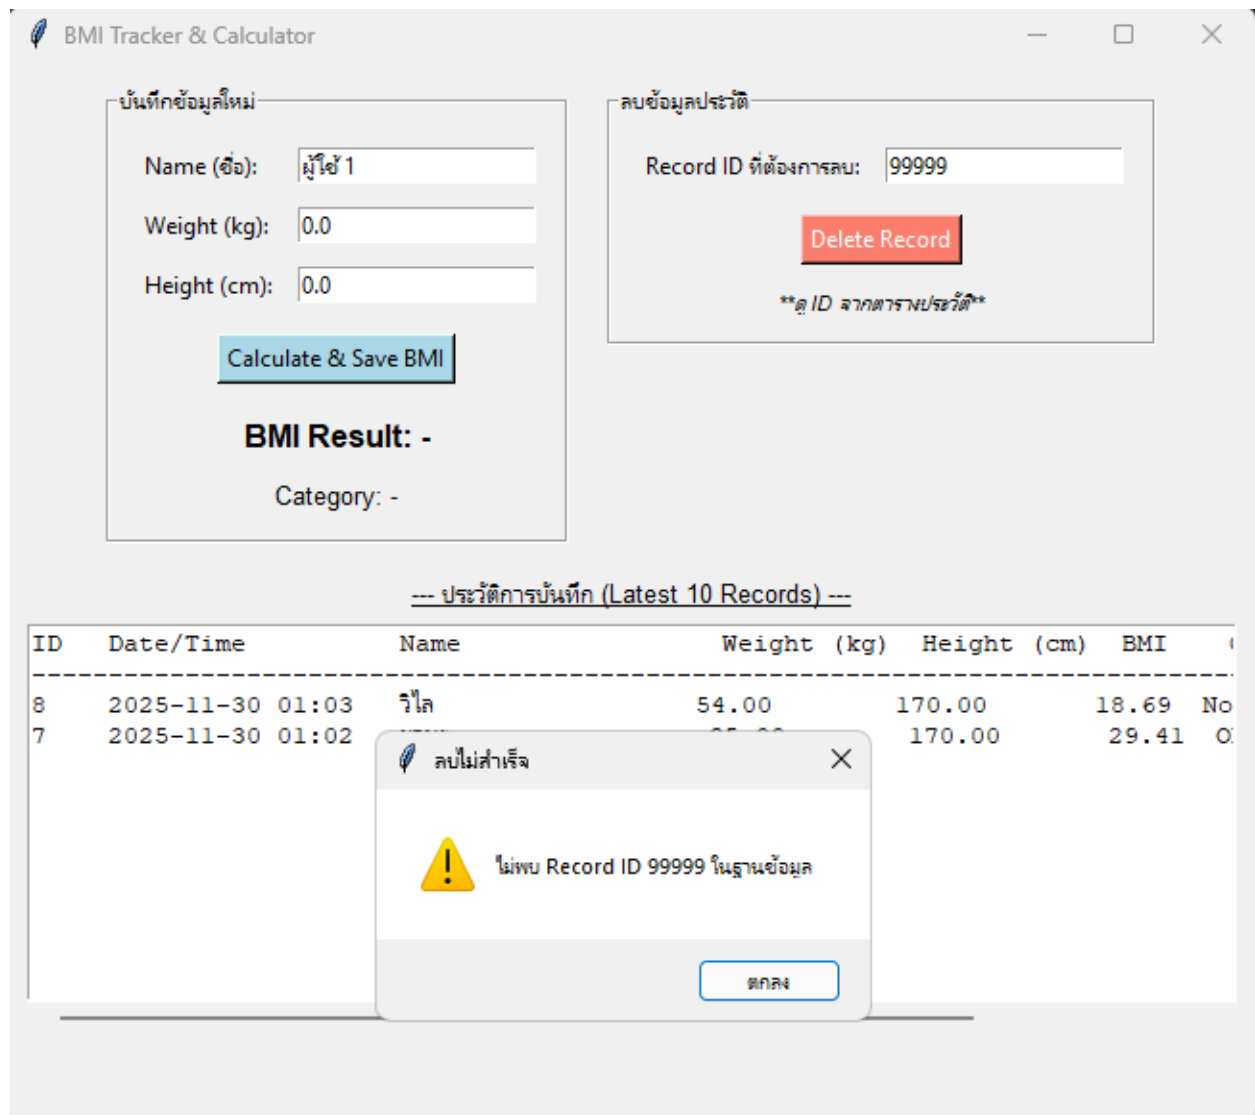 BMI Tracker & Calculator
บันทึกข้อมูลใหม่
Name (ชื่อ): ผู้ใช้ 1
Weight (kg): 0.0
Height (cm): 0.0
Calculate & Save BMI
BMI Result: -
Category: -
ลบข้อมูลประวัติ
Record ID ที่ต้องการลบ: 99999
Delete Record
**ดู ID จากตารางประวัติ**
--- ประวัติการบันทึก (Latest 10 Records) ---
ID Date/Time Name Weight (kg) Height (cm) BMI
8 2025-11-30 01:03 วิไล 54.00 170.00 18.69 No
7 2025-11-30 01:02 170.00 29.41
ลบไม่สำเร็จ
ไม่พบ Record ID 99999 ในฐานข้อมูล
ตกลง